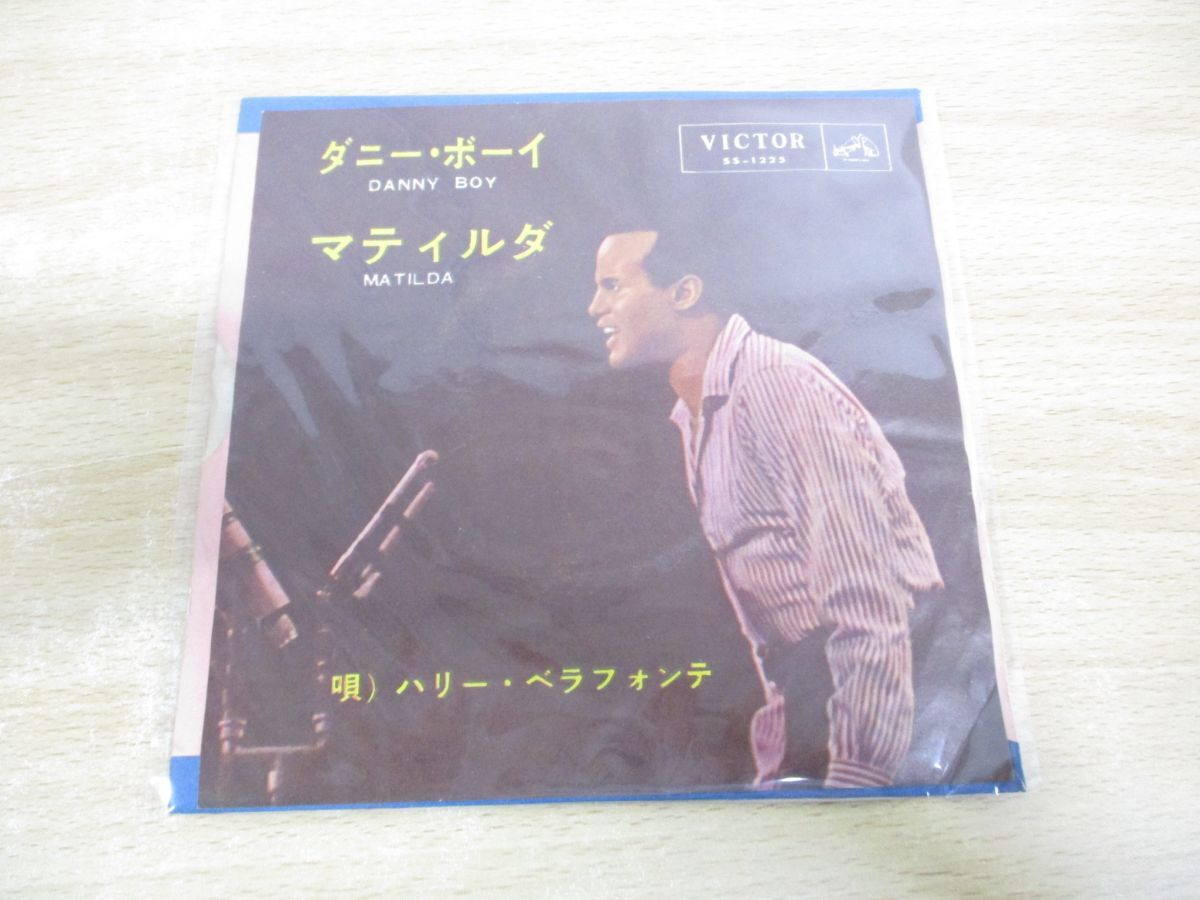 ダニー・ボーイ
DANNY BOY
マティルダ
MATILDA
VICTOR
SS-1225
唄）ハリー・ベラフォンテ